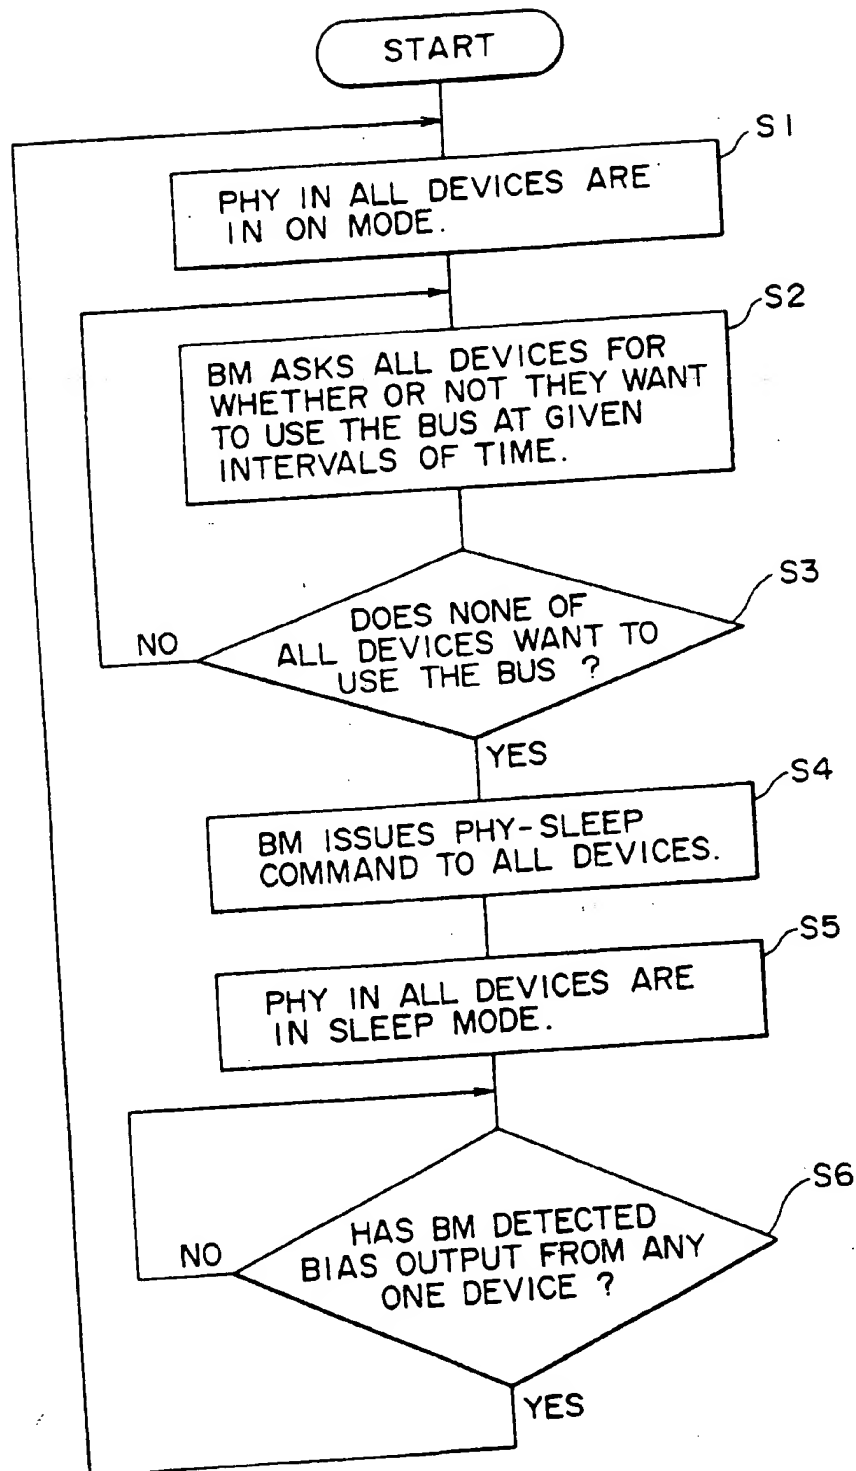 START
S1
PHY IN ALL DEVICES ARE
IN ON MODE.
S2
BM ASKS ALL DEVICES FOR
WHETHER OR NOT THEY WANT
TO USE THE BUS AT GIVEN
INTERVALS OF TIME.
S3
DOES NONE OF
ALL DEVICES WANT TO
USE THE BUS ?
NO
YES
S4
BM ISSUES PHY-SLEEP
COMMAND TO ALL DEVICES.
S5
PHY IN ALL DEVICES ARE
IN SLEEP MODE.
S6
HAS BM DETECTED
BIAS OUTPUT FROM ANY
ONE DEVICE ?
NO
YES